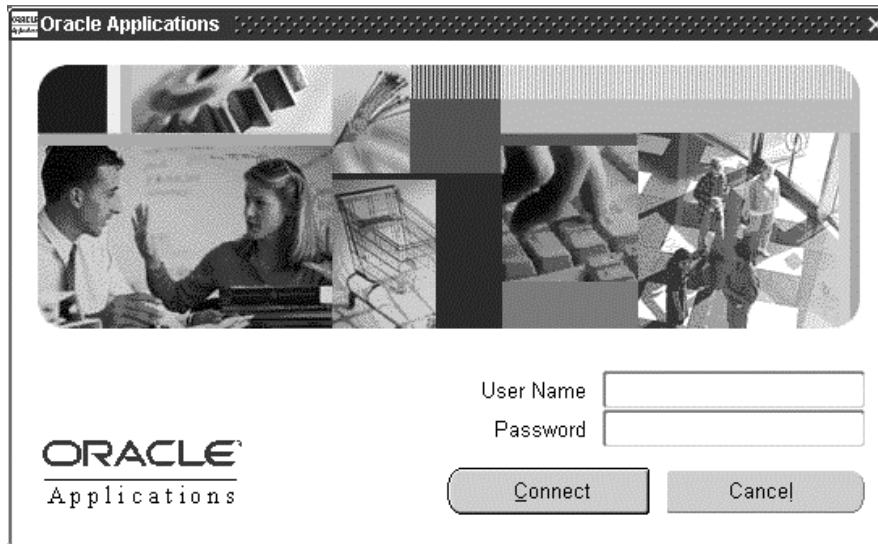 Oracle Applications
User Name
Password
ORACLE
Applications
Connect
Cancel